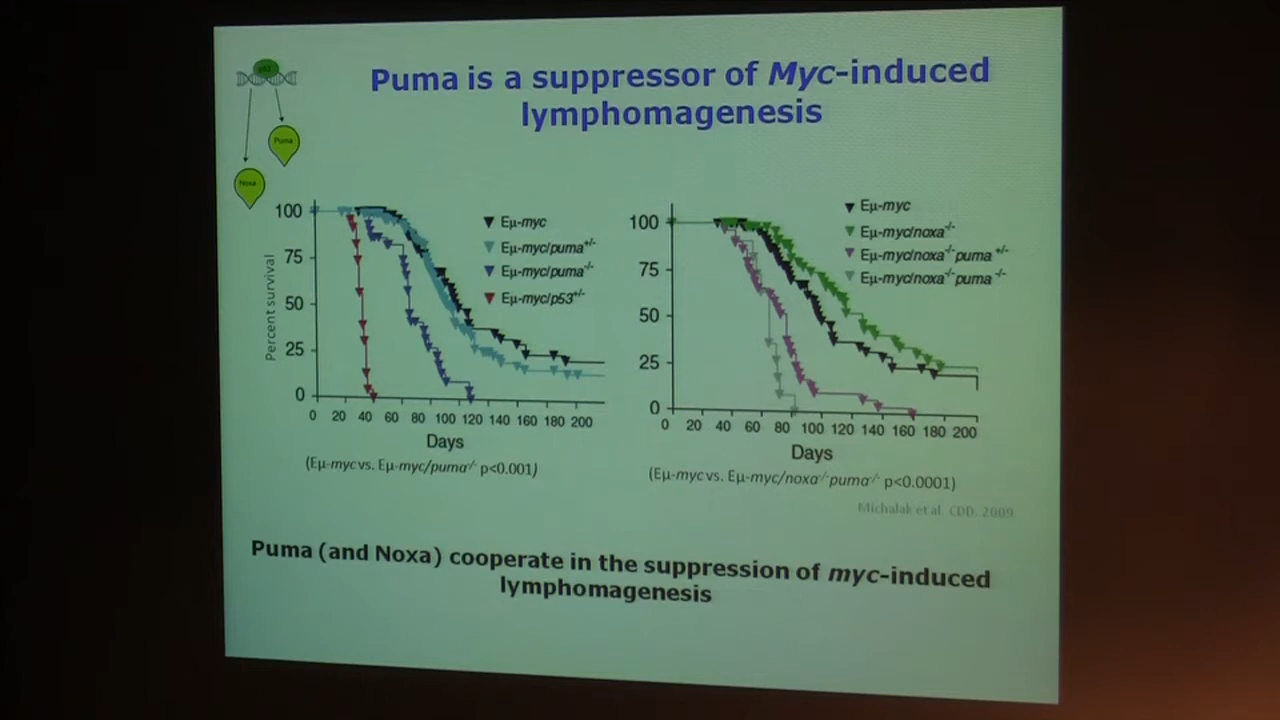 Puma is a suppressor of Myc-induced
lymphomagenesis
p53
Puma
Noxa
100
75
50
25
0
Percent survival
Eμ-myc
Eμ-myc/puma+/-
Eμ-myc/puma-/-
Eμ-myc/p53+/-
0 20 40 60 80 100 120 140 160 180 200
Days
(Eμ-myc vs. Eμ-myc/puma-/- p<0.001)
100
75
50
25
0
Eμ-myc
Eμ-myc/noxa-/-
Eμ-myc/noxa-/-puma +/-
Eμ-myc/noxa-/-puma -/-
0 20 40 60 80 100 120 140 160 180 200
Days
(Eμ-myc vs. Eμ-myc/noxa-/-puma-/- p<0.0001)
Michalak et al. CDD. 2009
Puma (and Noxa) cooperate in the suppression of myc-induced
lymphomagenesis